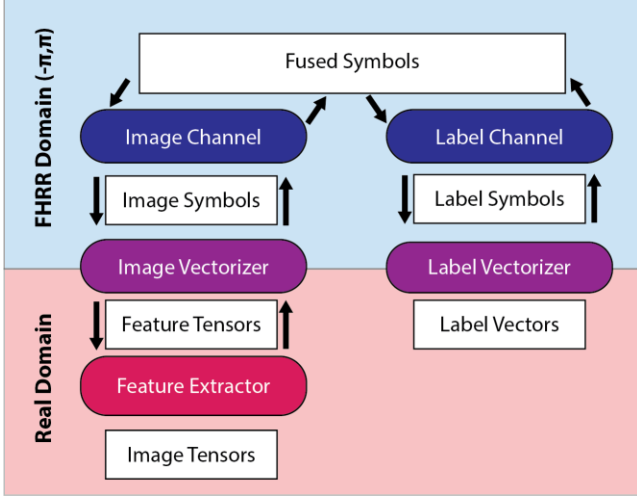 FHRR Domain (-π,π)
Fused Symbols
Image Channel
Label Channel
Image Symbols
Label Symbols
Image Vectorizer
Label Vectorizer
Real Domain
Feature Tensors
Label Vectors
Feature Extractor
Image Tensors